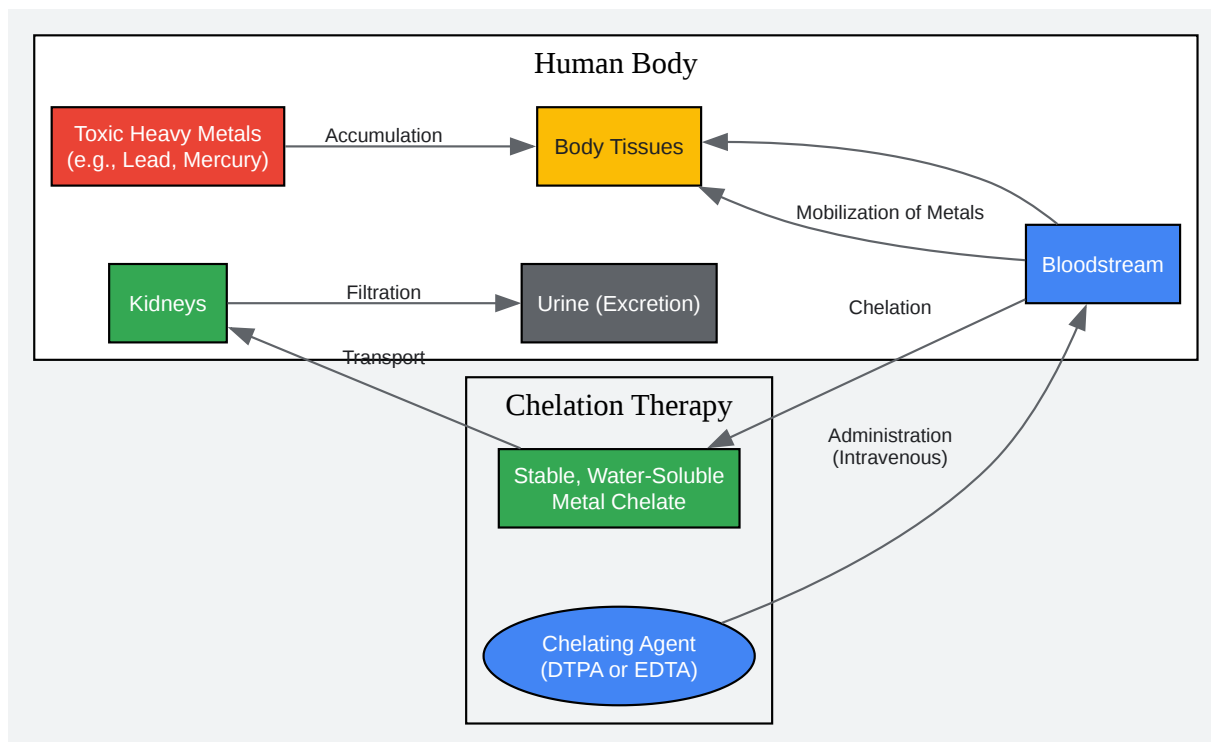 Human Body
Toxic Heavy Metals
(e.g., Lead, Mercury)
Accumulation
Body Tissues
Mobilization of Metals
Bloodstream
Kidneys
Filtration
Urine (Excretion)
Chelation
Transport
Chelation Therapy
Administration
(Intravenous)
Stable, Water-Soluble
Metal Chelate
Chelating Agent
(DTPA or EDTA)